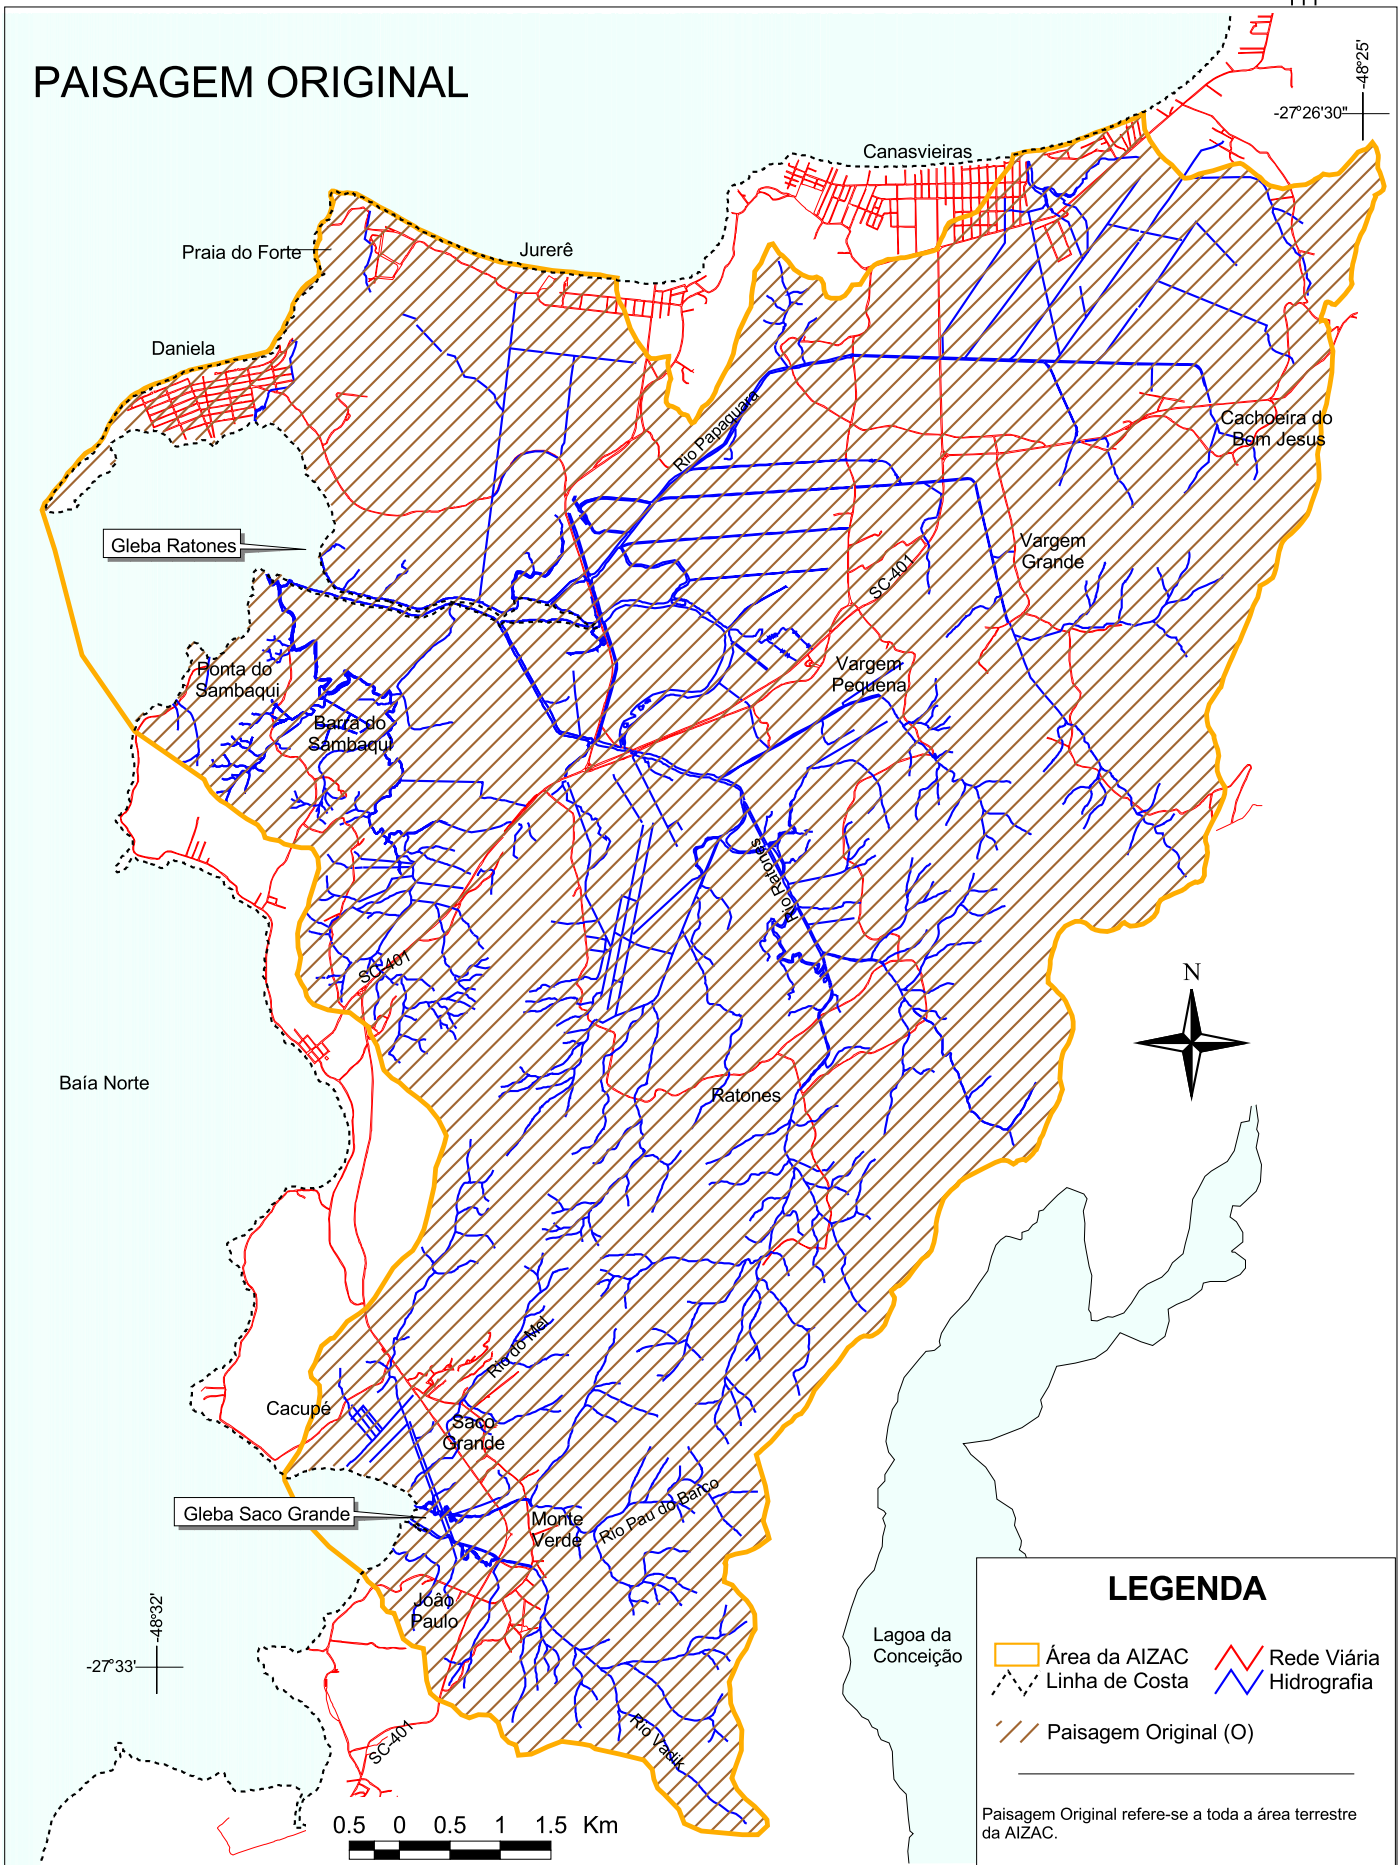 PAISAGEM ORIGINAL
-48°25'
-27°26'30"
Canasvieiras
Praia do Forte
Jurerê
Daniela
Rio Papaquara
Cachoeira do
Bom Jesus
Gleba Ratones
Vargem
Grande
SC-401
Ponta do
Sambaqui
Vargem
Pequena
Barra do
Sambaqui
Rio Ratones
SC-401
N
Baía Norte
Ratones
Rio do Mel
Cacupé
Saco
Grande
Gleba Saco Grande
Monte
Verde
Rio Pau do Barco
João
Paulo
-48°32'
-27°33'
Lagoa da
Conceição
SC-401
Rio Vadik
LEGENDA
Área da AIZAC
Rede Viária
Linha de Costa
Hidrografia
Paisagem Original (O)
Paisagem Original refere-se a toda a área terrestre
da AIZAC.
0.5 0 0.5 1 1.5 Km